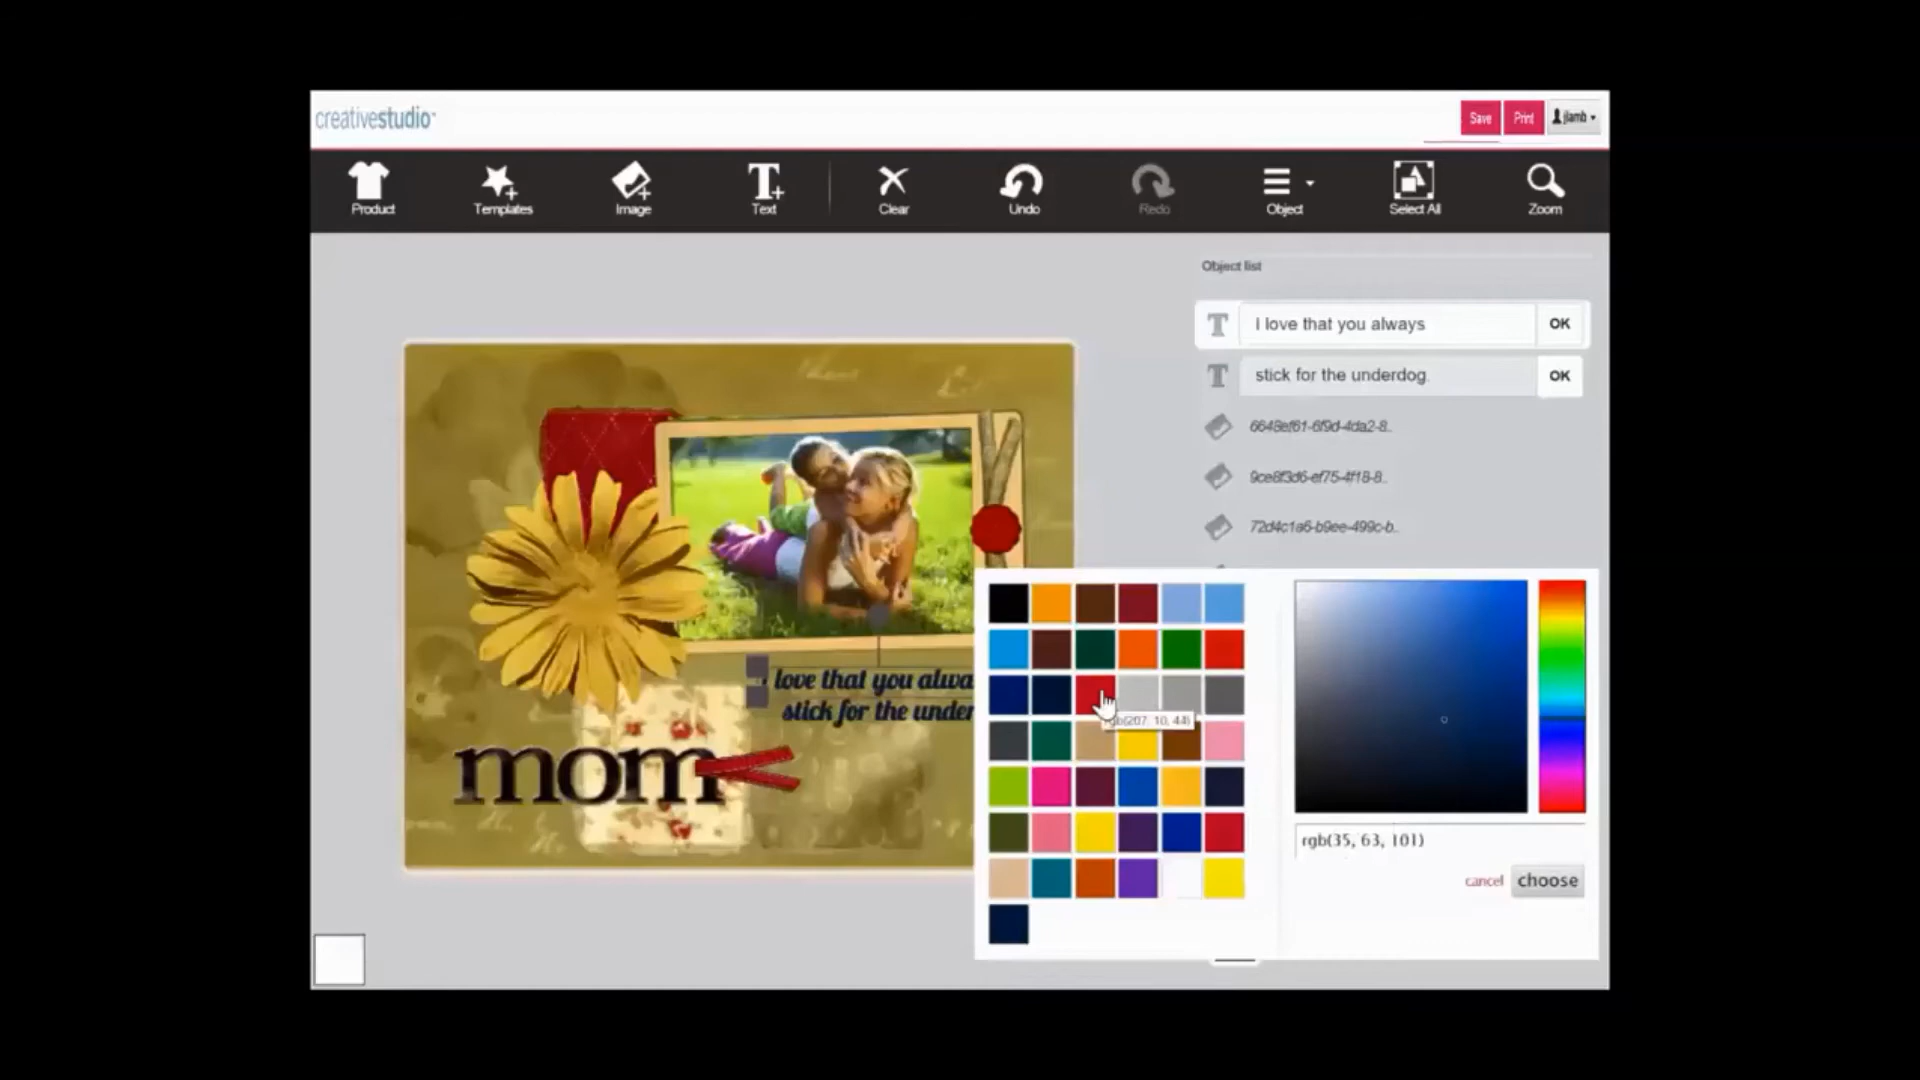 creativestudio™
Save
Print
jlamb
Product
Templates
Image
Text
Clear
Undo
Redo
Object
Select All
Zoom
Object list
I love that you always
OK
stick for the underdog.
OK
6648ef61-6f9d-4da2-8..
9ce8f3d6-ef75-4f18-8..
72d4c1a6-b9ee-499c-b..
love that you alwa
stick for the under
mom
rgb(207, 10, 44)
rgb(35, 63, 101)
cancel
choose